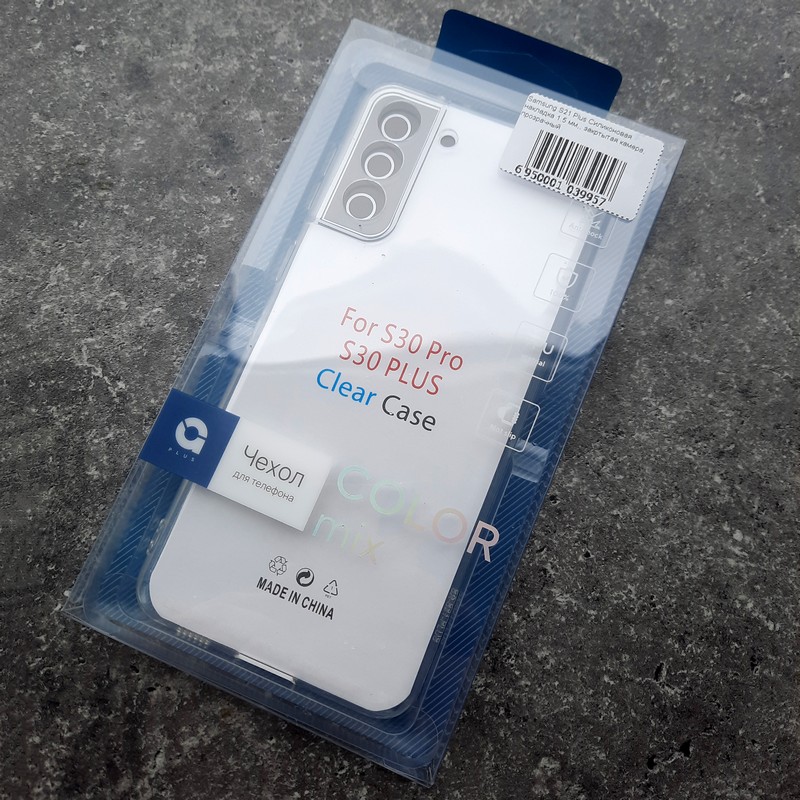 Samsung S21 Plus Силиконовая
накладка 1,5 мм., закрытая камера
прозрачный
6 950001 039957
For S30 Pro
S30 PLUS
Clear Case
PLUS
Чехол
для телефона
COLOR
mix
MADE IN CHINA